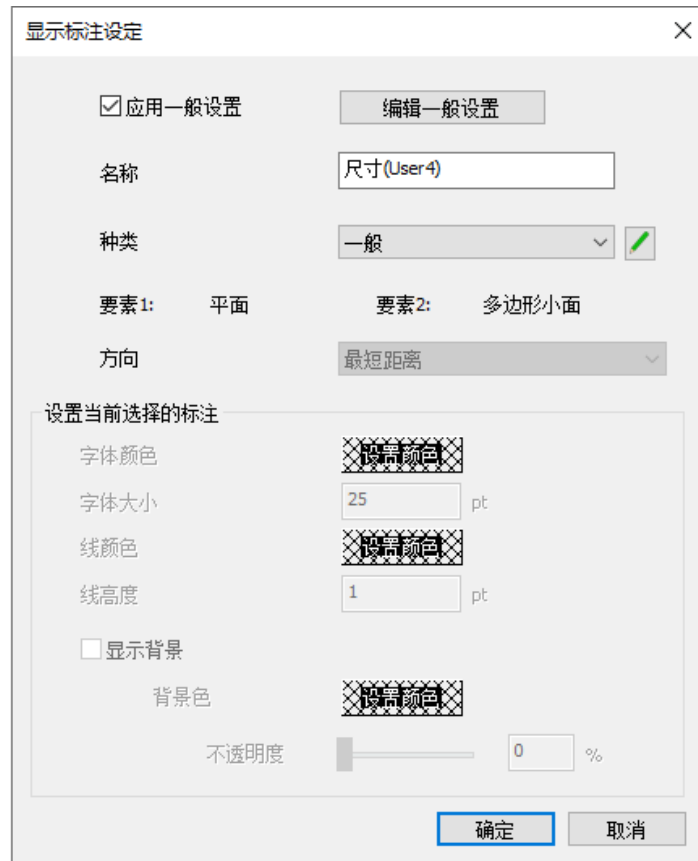 显示标注设定
应用一般设置 编辑一般设置
名称 尺寸(User4)
种类 一般
要素1: 平面 要素2: 多边形小面
方向 最短距离
设置当前选择的标注
字体颜色 设置颜色
字体大小 25 pt
线颜色 设置颜色
线高度 1 pt
显示背景
背景色 设置颜色
不透明度 0 %
确定 取消